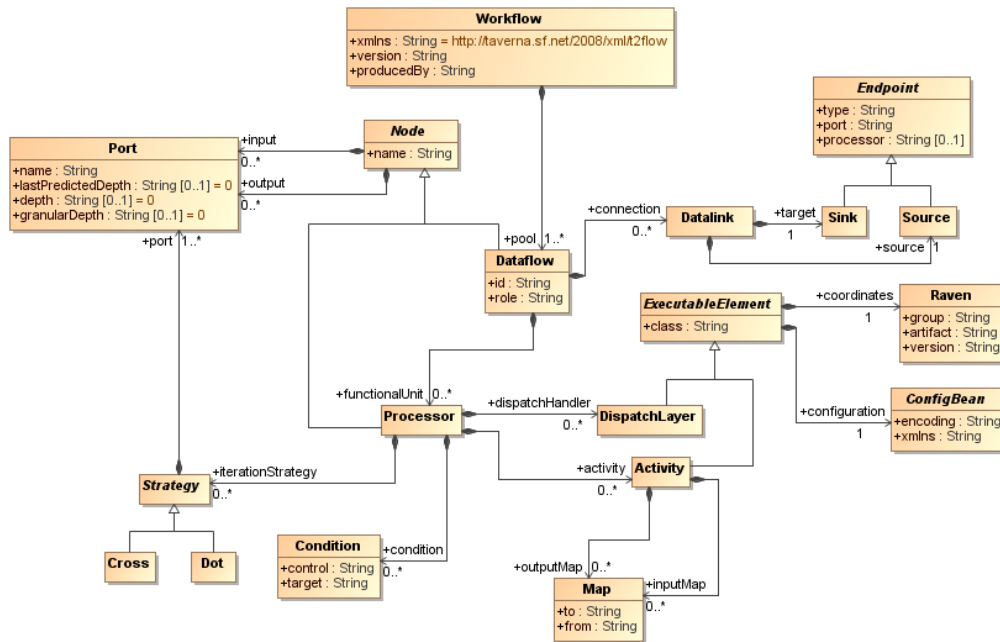 Workflow
+xmlns : String = http://taverna.sf.net/2008/xml/t2flow
+version : String
+producedBy : String
Endpoint
+type : String
+port : String
+processor : String [0..1]
Node
+name : String
Port
+name : String
+lastPredictedDepth : String [0..1] = 0
+depth : String [0..1] = 0
+granularDepth : String [0..1] = 0
+input
0..*
+output
0..*
+port
1..*
+pool
1..*
Dataflow
+id : String
+role : String
+connection
0..*
Datalink
+target
1
Sink
Source
+source
1
ExecutableElement
+class : String
+coordinates
1
Raven
+group : String
+artifact : String
+version : String
+configuration
1
ConfigBean
+encoding : String
+xmlns : String
+functionalUnit
0..*
Processor
+dispatchHandler
0..*
DispatchLayer
+activity
0..*
Activity
+iterationStrategy
0..*
Strategy
Cross
Dot
Condition
+control : String
+target : String
+condition
0..*
+outputMap
0..*
+inputMap
0..*
Map
+to : String
+from : String